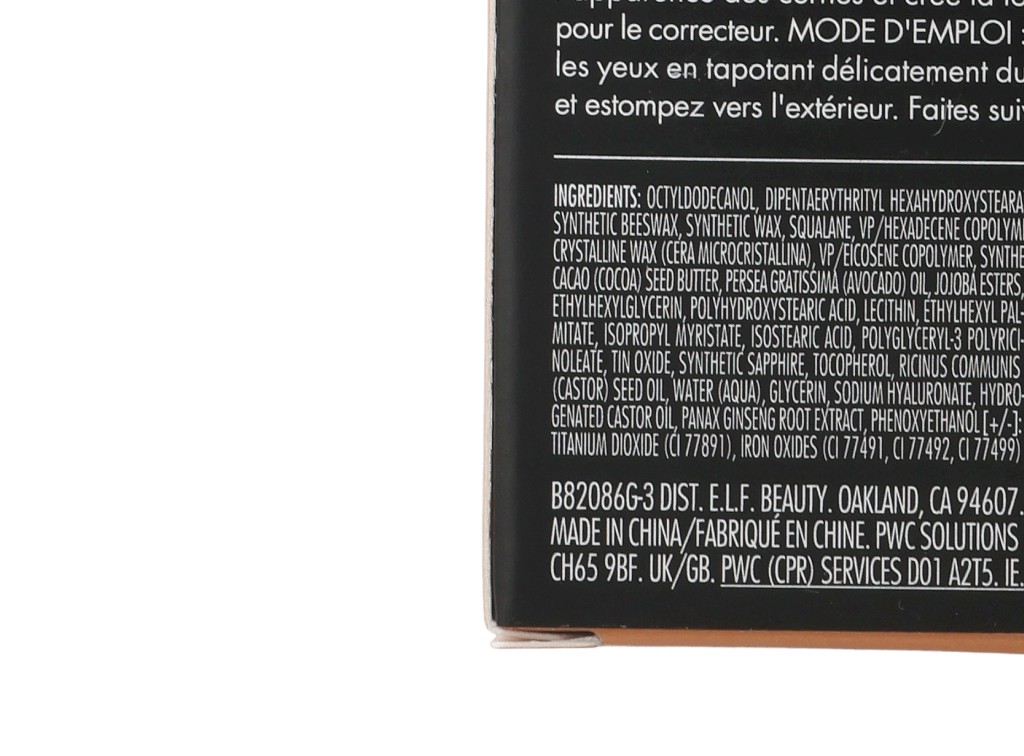 pour le correcteur. MODE D'EMPLOI :
les yeux en tapotant délicatement du
et estompez vers l'extérieur. Faites
INGREDIENTS: OCTYLDODECANOL, DIPENTAERYTHRITYL
SYNTHETIC BEESWAX, SYNTHETIC WAX, SQUALANE, VP/HEXADECENE
CRYSTALLINE WAX (CERA MICROCRISTALLINA), VP/EICOSENE COPOLYMER,
CACAO (COCOA) SEED BUTTER, PERSEA GRATISSIMA (AVOCADO) OIL, JOJOBA ESTERS,
ETHYLHEXYLGLYCERIN, POLYHYDROXYSTEARIC ACID, LECITHIN, ETHYLHEXYL PAL-
MITATE, ISOPROPYL MYRISTATE, ISOSTEARIC ACID, POLYGLYCERYL-3 POLYRICI-
NOLEATE, TIN OXIDE, SYNTHETIC SAPPHIRE, TOCOPHEROL, RICINUS COMMUNIS
(CASTOR) SEED OIL, WATER (AQUA), GLYCERIN, SODIUM HYALURONATE, HYDRO-
GENATED CASTOR OIL, PANAX GINSENG ROOT EXTRACT, PHENOXYETHANOL [+/-]:
TITANIUM DIOXIDE (CI 77891), IRON OXIDES (CI 77491, CI 77492, CI 77499)
B82086G-3 DIST. E.L.F. BEAUTY. OAKLAND, CA 94607.
MADE IN CHINA/FABRIQUÉ EN CHINE. PWC SOLUTIONS
CH65 9BF. UK/GB. PWC (CPR) SERVICES D01 A2T5. IE.